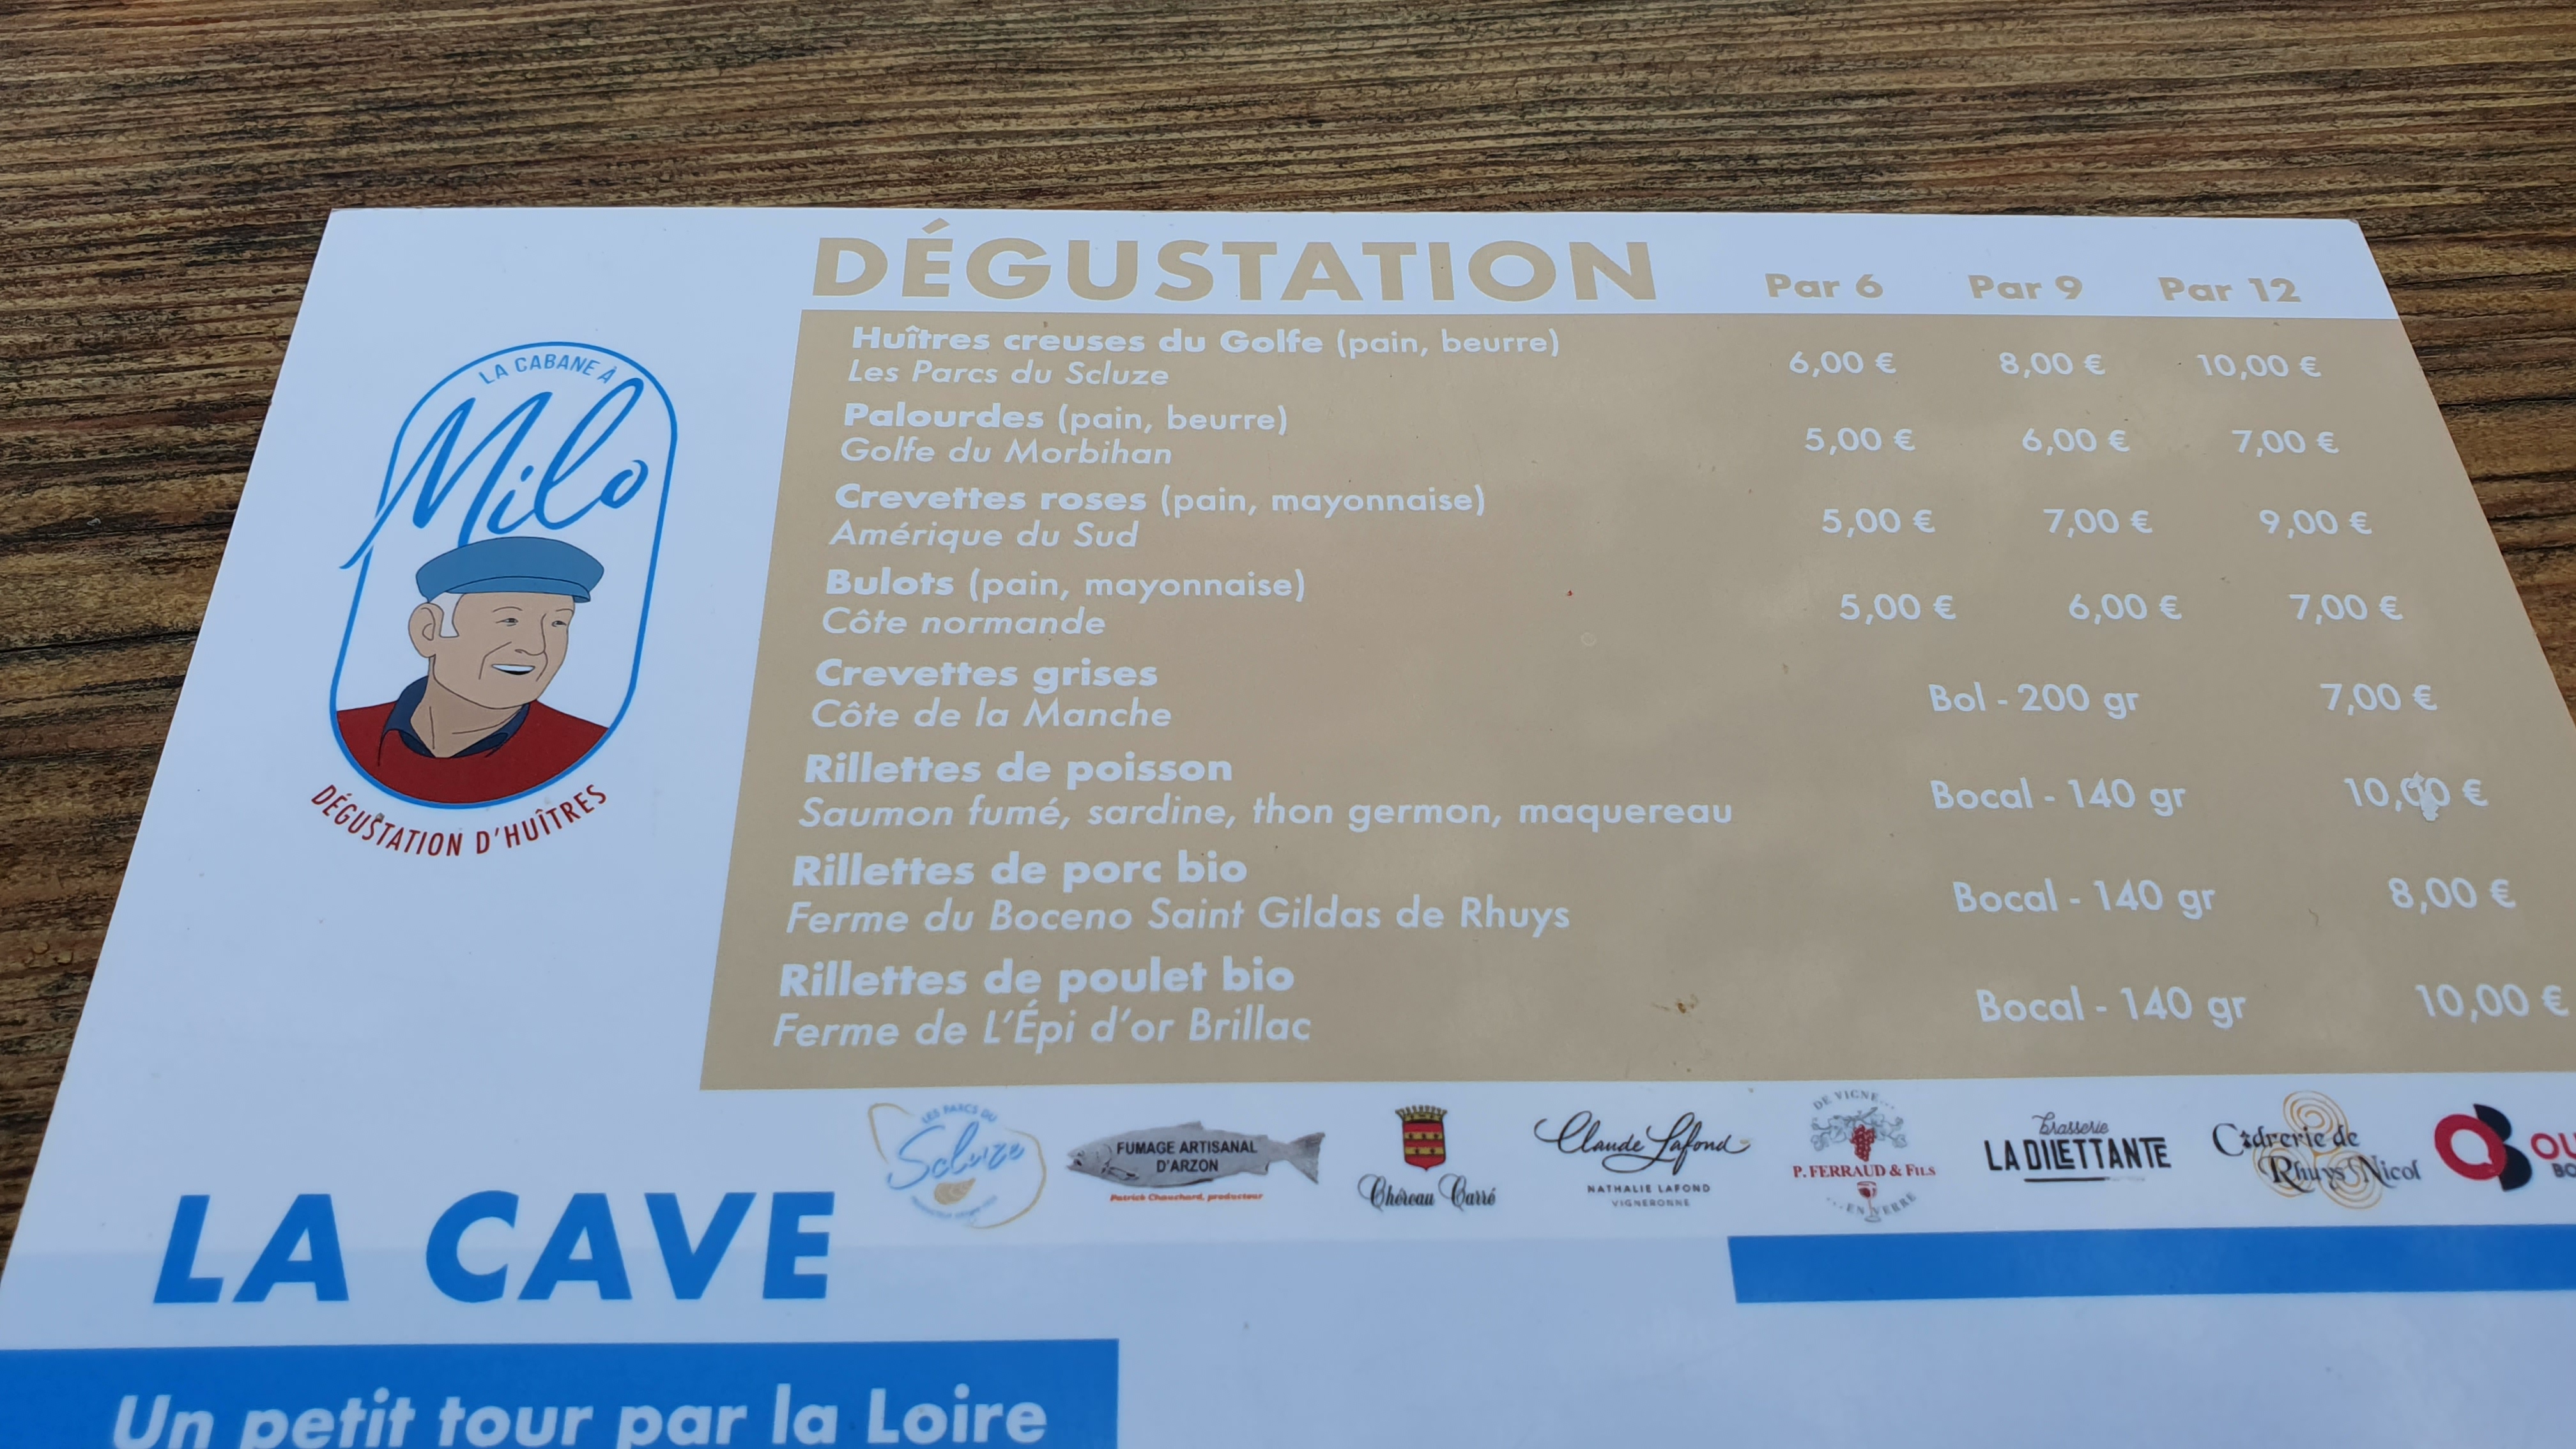 DÉGUSTATION
Par 6 Par 9 Par 12
LA CABANE À
Milo
DÉGUSTATION D'HUÎTRES
Huîtres creuses du Golfe (pain, beurre) 6,00 € 8,00 € 10,00 €
Les Parcs du Scluze
Palourdes (pain, beurre) 5,00 € 6,00 € 7,00 €
Golfe du Morbihan
Crevettes roses (pain, mayonnaise) 5,00 € 7,00 € 9,00 €
Amérique du Sud
Bulots (pain, mayonnaise) 5,00 € 6,00 € 7,00 €
Côte normande
Crevettes grises Bol - 200 gr 7,00 €
Côte de la Manche
Rillettes de poisson Bocal - 140 gr 10,00 €
Saumon fumé, sardine, thon germon, maquereau
Rillettes de porc bio Bocal - 140 gr 8,00 €
Ferme du Boceno Saint Gildas de Rhuys
Rillettes de poulet bio Bocal - 140 gr 10,00 €
Ferme de L'Épi d'or Brillac
LES PARCS DU
Scluze
FUMAGE ARTISANAL
D'ARZON
Patrick Chauchard, producteur
Chéreau Carré
Claude Lafond
NATHALIE LAFOND
VIGNERONNE
DE VIGNE...
P. FERRAUD & FILS
...EN VERRE
brasserie
LA DILETTANTE
Cidrerie de
Rhuys Nicol
LA CAVE
Un petit tour par la Loire